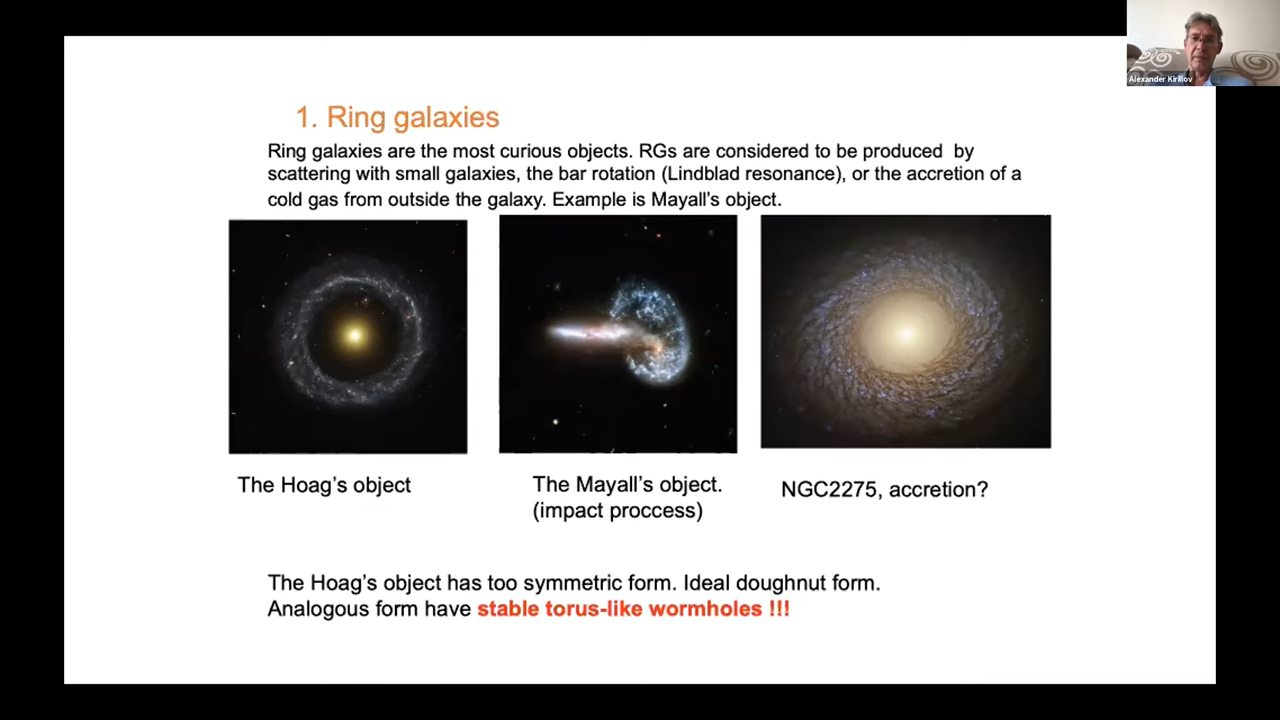 Alexander Kirillov
1. Ring galaxies
Ring galaxies are the most curious objects. RGs are considered to be produced by
scattering with small galaxies, the bar rotation (Lindblad resonance), or the accretion of a
cold gas from outside the galaxy. Example is Mayall's object.
The Hoag's object
The Mayall's object.
(impact proccess)
NGC2275, accretion?
The Hoag's object has too symmetric form. Ideal doughnut form.
Analogous form have stable torus-like wormholes !!!